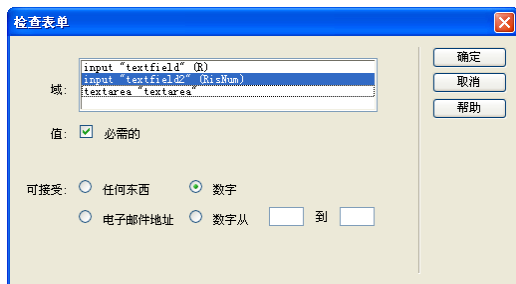 检查表单
域:
input "textfield" (R)
input "textfield2" (RisNum)
textarea "textarea"
确定
取消
帮助
值: 必需的
可接受: 任何东西 数字
电子邮件地址 数字从 到